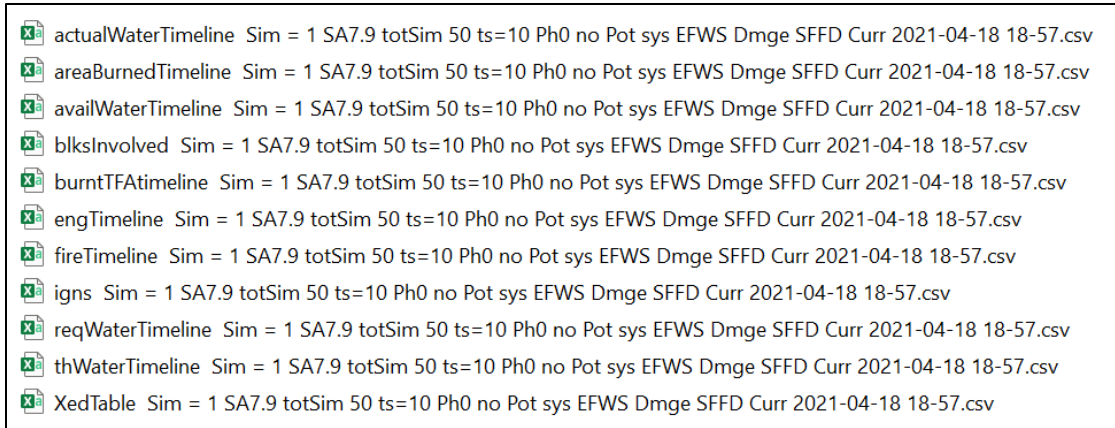 actualWaterTimeline Sim = 1 SA7.9 totSim 50 ts=10 Ph0 no Pot sys EFWS Dmge SFFD Curr 2021-04-18 18-57.csv
areaBurnedTimeline Sim = 1 SA7.9 totSim 50 ts=10 Ph0 no Pot sys EFWS Dmge SFFD Curr 2021-04-18 18-57.csv
availWaterTimeline Sim = 1 SA7.9 totSim 50 ts=10 Ph0 no Pot sys EFWS Dmge SFFD Curr 2021-04-18 18-57.csv
blksInvolved Sim = 1 SA7.9 totSim 50 ts=10 Ph0 no Pot sys EFWS Dmge SFFD Curr 2021-04-18 18-57.csv
burntTFAtimeline Sim = 1 SA7.9 totSim 50 ts=10 Ph0 no Pot sys EFWS Dmge SFFD Curr 2021-04-18 18-57.csv
engTimeline Sim = 1 SA7.9 totSim 50 ts=10 Ph0 no Pot sys EFWS Dmge SFFD Curr 2021-04-18 18-57.csv
fireTimeline Sim = 1 SA7.9 totSim 50 ts=10 Ph0 no Pot sys EFWS Dmge SFFD Curr 2021-04-18 18-57.csv
igns Sim = 1 SA7.9 totSim 50 ts=10 Ph0 no Pot sys EFWS Dmge SFFD Curr 2021-04-18 18-57.csv
reqWaterTimeline Sim = 1 SA7.9 totSim 50 ts=10 Ph0 no Pot sys EFWS Dmge SFFD Curr 2021-04-18 18-57.csv
thWaterTimeline Sim = 1 SA7.9 totSim 50 ts=10 Ph0 no Pot sys EFWS Dmge SFFD Curr 2021-04-18 18-57.csv
XedTable Sim = 1 SA7.9 totSim 50 ts=10 Ph0 no Pot sys EFWS Dmge SFFD Curr 2021-04-18 18-57.csv